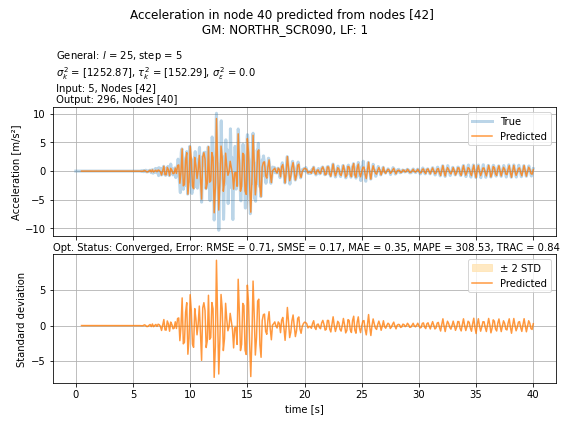 Acceleration in node 40 predicted from nodes [42]
GM: NORTHR_SCR090, LF: 1
General: l = 25, step = 5
σ_k² = [1252.87], τ_k² = [152.29], σ_ε² = 0.0
Input: 5, Nodes [42]
Output: 296, Nodes [40]
Acceleration [m/s²]
10
5
0
−5
−10
True
Predicted
Opt. Status: Converged, Error: RMSE = 0.71, SMSE = 0.17, MAE = 0.35, MAPE = 308.53, TRAC = 0.84
Standard deviation
5
0
−5
± 2 STD
Predicted
0 5 10 15 20 25 30 35 40
time [s]